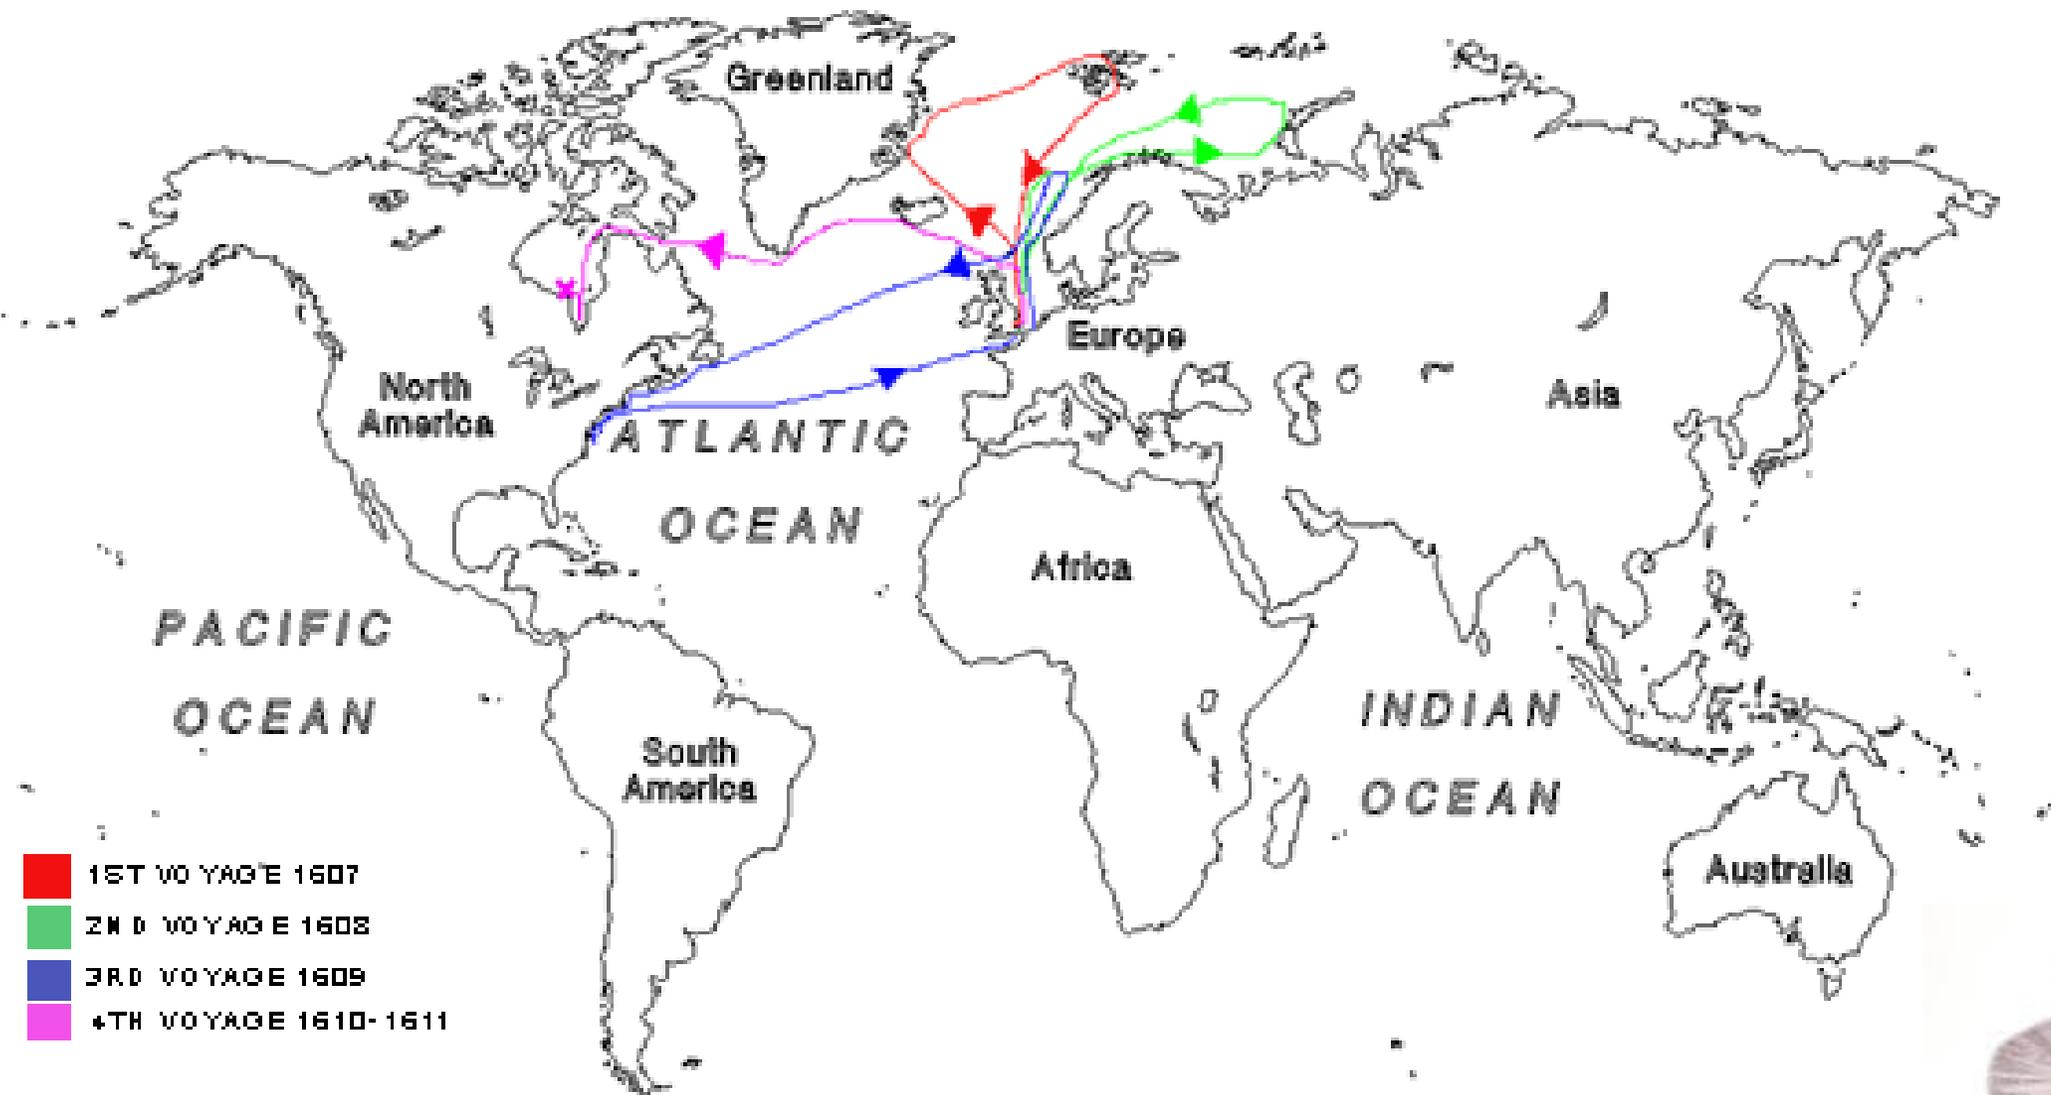 Greenland
Europe
Asia
North
America
ATLANTIC
OCEAN
Africa
PACIFIC
OCEAN
INDIAN
OCEAN
South
America
Australia
1ST VOYAGE 1607
2ND VOYAGE 1608
3RD VOYAGE 1609
4TH VOYAGE 1610-1611